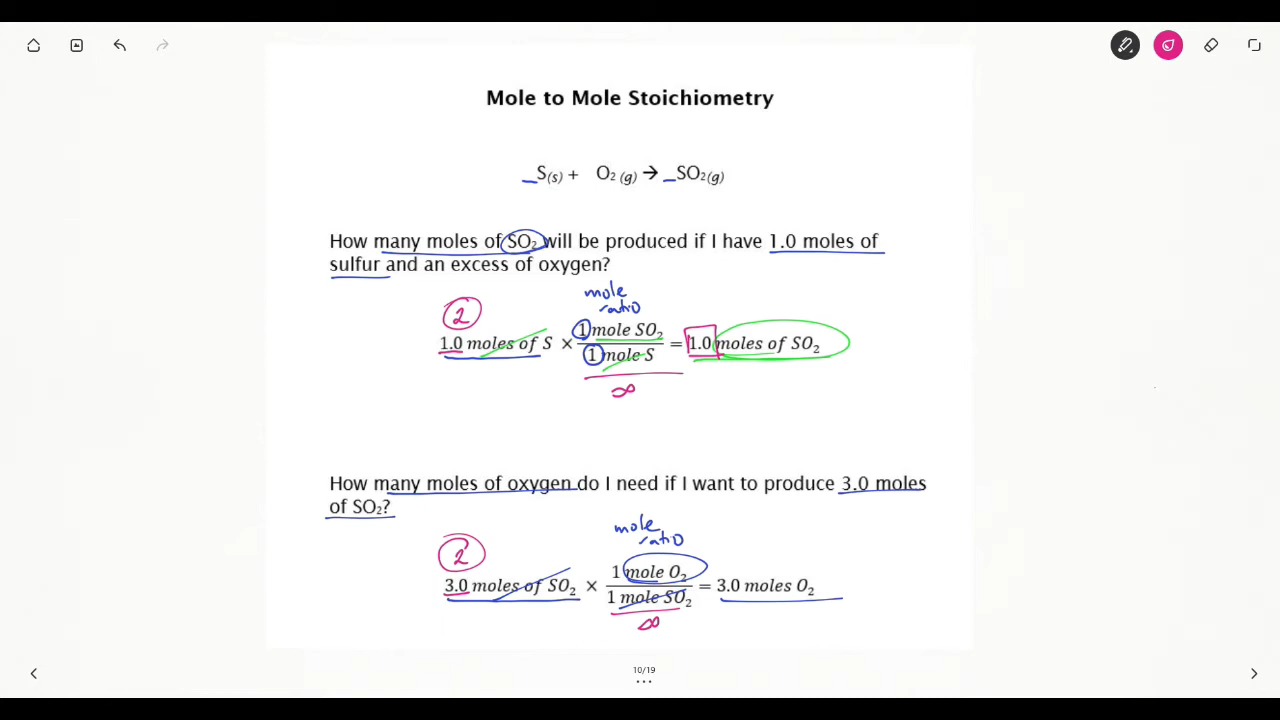 Mole to Mole Stoichiometry
_S(s) + O₂ (g) → _SO₂(g)
How many moles of SO₂ will be produced if I have 1.0 moles of
sulfur and an excess of oxygen?
mole
ratio
2
1.0 moles of S × 1 mole SO₂ / 1 mole S = 1.0 moles of SO₂
∞
How many moles of oxygen do I need if I want to produce 3.0 moles
of SO₂?
mole
ratio
2
3.0 moles of SO₂ × 1 mole O₂ / 1 mole SO₂ = 3.0 moles O₂
∞
10/19